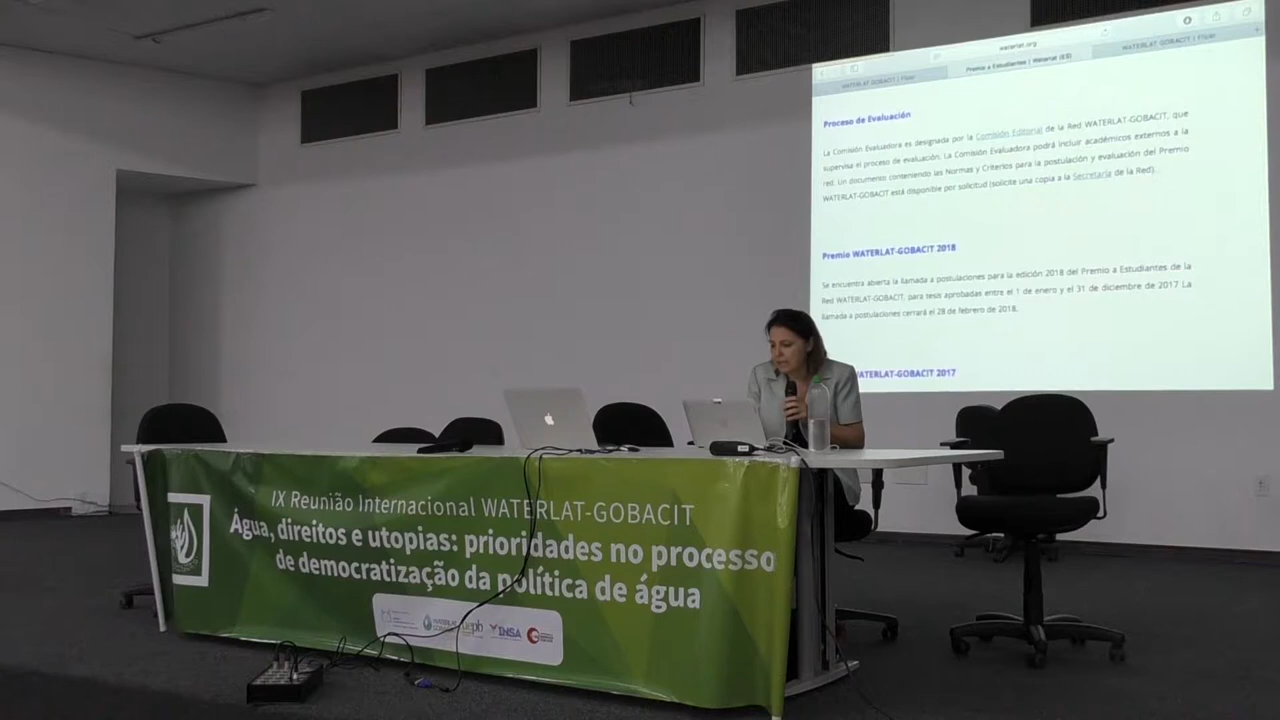 waterlat.org
WATERLAT GOBACIT | Flyer
Premio a Estudiantes | Waterlat (ES)
WATERLAT GOBACIT | Flyer
Proceso de Evaluación
La Comisión Evaluadora es designada por la Comisión Editorial de la Red WATERLAT-GOBACIT, que
supervisa el proceso de evaluación. La Comisión Evaluadora podrá incluir académicos externos a la
red. Un documento conteniendo las Normas y Criterios para la postulación y evaluación del Premio
WATERLAT-GOBACIT está disponible por solicitud (solicite una copia a la Secretaría de la Red).
Premio WATERLAT-GOBACIT 2018
Se encuentra abierta la llamada a postulaciones para la edición 2018 del Premio a Estudiantes de la
Red WATERLAT-GOBACIT, para tesis aprobadas entre el 1 de enero y el 31 de diciembre de 2017 La
llamada a postulaciones cerrará el 28 de febrero de 2018.
WATERLAT-GOBACIT 2017
IX Reunião Internacional WATERLAT-GOBACIT
Água, direitos e utopias: prioridades no processo
de democratização da política de água
WATERLAT
uepb
INSA